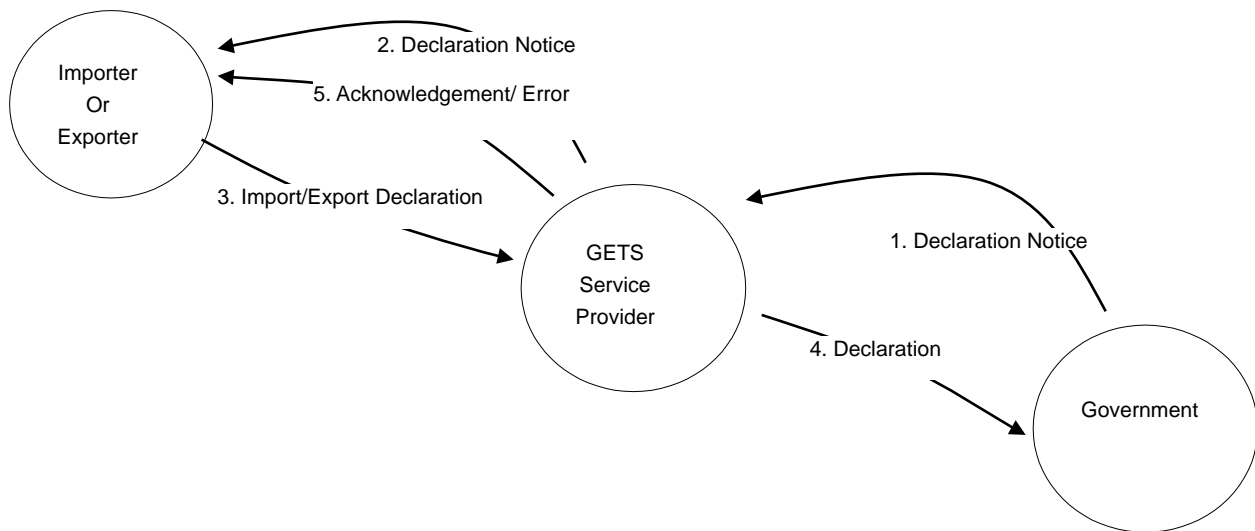 2. Declaration Notice
Importer
Or
Exporter
5. Acknowledgement/ Error
3. Import/Export Declaration
GETS
Service
Provider
1. Declaration Notice
4. Declaration
Government